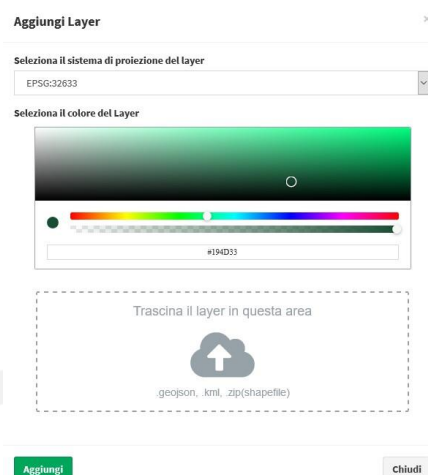 Aggiungi Layer
Seleziona il sistema di proiezione del layer
EPSG:32633
Seleziona il colore del Layer
#194D33
Trascina il layer in questa area
.geojson, .kml, .zip(shapefile)
Aggiungi
Chiudi